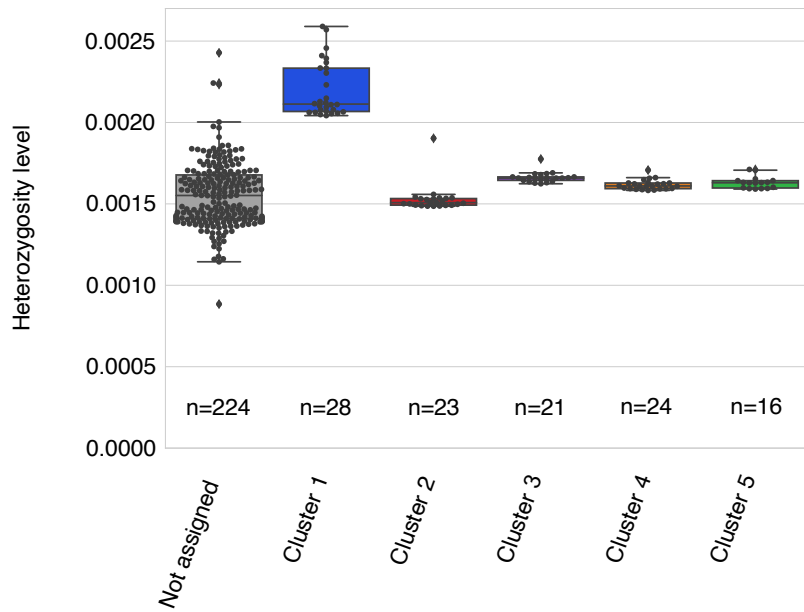 0.0025
0.0020
0.0015
0.0010
0.0005
0.0000
Heterozygosity level
n=224
n=28
n=23
n=21
n=24
n=16
Not assigned
Cluster 1
Cluster 2
Cluster 3
Cluster 4
Cluster 5